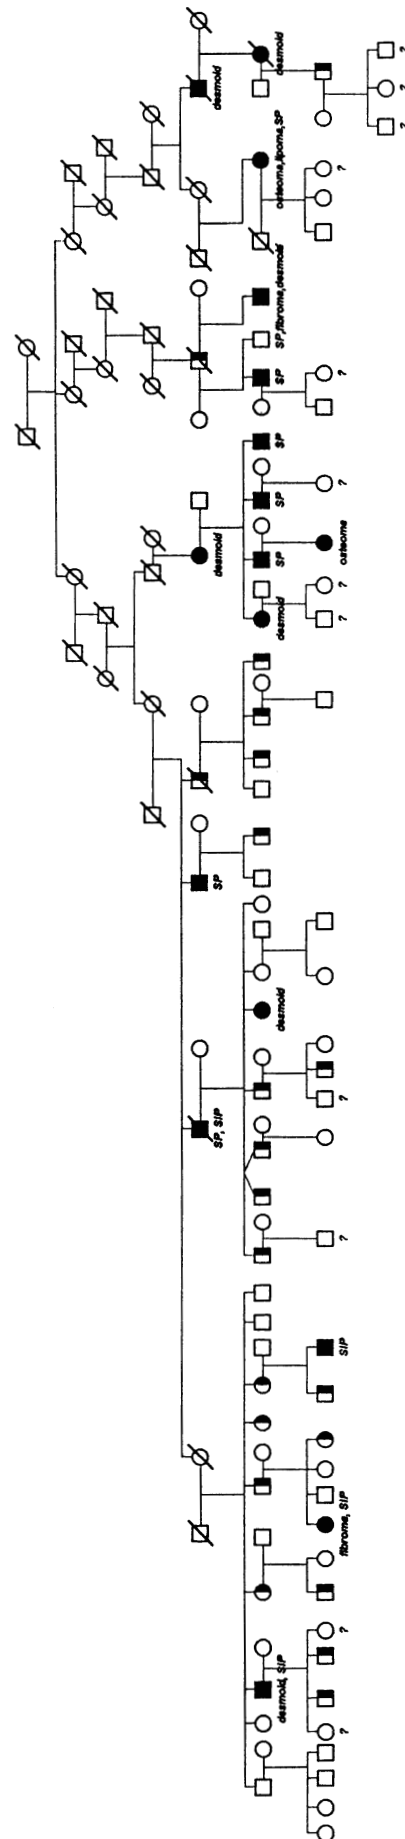 SP, SIP
SP
desmoid
desmoid
desmoid, SIP
desmoid
desmoid
SP
SP
SP
SP
SP,fibroma,desmoid
osteoma,lipoma,SP
desmoid
?
?
fibroma, SIP
SIP
?
?
?
?
osteoma
?
?
?
?
?
?